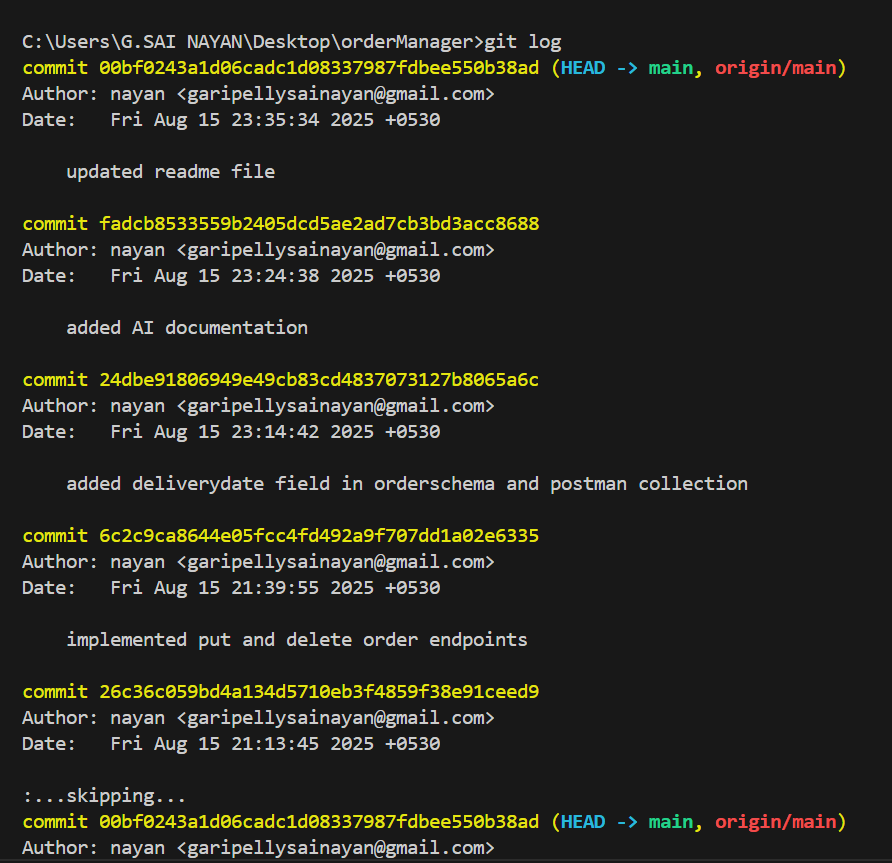 C:\Users\G.SAI NAYAN\Desktop\orderManager>git log
commit 00bf0243a1d06cadc1d08337987fdbee550b38ad (HEAD -> main, origin/main)
Author: nayan <garipellysainayan@gmail.com>
Date:   Fri Aug 15 23:35:34 2025 +0530
    updated readme file
commit fadcb8533559b2405dcd5ae2ad7cb3bd3acc8688
Author: nayan <garipellysainayan@gmail.com>
Date:   Fri Aug 15 23:24:38 2025 +0530
    added AI documentation
commit 24dbe91806949e49cb83cd4837073127b8065a6c
Author: nayan <garipellysainayan@gmail.com>
Date:   Fri Aug 15 23:14:42 2025 +0530
    added deliverydate field in orderschema and postman collection
commit 6c2c9ca8644e05fcc4fd492a9f707dd1a02e6335
Author: nayan <garipellysainayan@gmail.com>
Date:   Fri Aug 15 21:39:55 2025 +0530
    implemented put and delete order endpoints
commit 26c36c059bd4a134d5710eb3f4859f38e91ceed9
Author: nayan <garipellysainayan@gmail.com>
Date:   Fri Aug 15 21:13:45 2025 +0530
:...skipping...
commit 00bf0243a1d06cadc1d08337987fdbee550b38ad (HEAD -> main, origin/main)
Author: nayan <garipellysainayan@gmail.com>